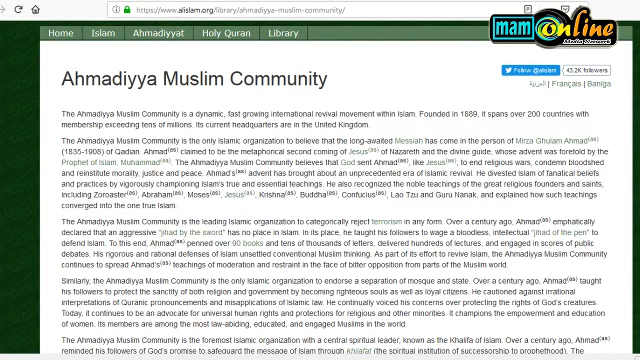 https://www.alislam.org/library/ahmadiyya-muslim-community/
mam online
Media Network
Home Islam Ahmadiyyat Holy Quran Library
Follow @alislam 43.2K followers
العربية | Français | Baniga
Ahmadiyya Muslim Community
The Ahmadiyya Muslim Community is a dynamic, fast growing international revival movement within Islam. Founded in 1889, it spans over 200 countries with
membership exceeding tens of millions. Its current headquarters are in the United Kingdom.
The Ahmadiyya Muslim Community is the only Islamic organization to believe that the long-awaited Messiah has come in the person of Mirza Ghulam Ahmad(as)
(1835-1908) of Qadian. Ahmad(as) claimed to be the metaphorical second coming of Jesus(as) of Nazareth and the divine guide, whose advent was foretold by the
Prophet of Islam, Muhammad(sa). The Ahmadiyya Muslim Community believes that God sent Ahmad(as), like Jesus(as), to end religious wars, condemn bloodshed
and reinstitute morality, justice and peace. Ahmad's(as) advent has brought about an unprecedented era of Islamic revival. He divested Islam of fanatical beliefs
and practices by vigorously championing Islam's true and essential teachings. He also recognized the noble teachings of the great religious founders and saints,
including Zoroaster(as), Abraham(as), Moses(as), Jesus(as), Krishna(as), Buddha(as), Confucius(as), Lao Tzu and Guru Nanak, and explained how such teachings
converged into the one true Islam.
The Ahmadiyya Muslim Community is the leading Islamic organization to categorically reject terrorism in any form. Over a century ago, Ahmad(as) emphatically
declared that an aggressive "jihad by the sword" has no place in Islam. In its place, he taught his followers to wage a bloodless, intellectual "jihad of the pen" to
defend Islam. To this end, Ahmad(as) penned over 90 books and tens of thousands of letters, delivered hundreds of lectures, and engaged in scores of public
debates. His rigorous and rational defenses of Islam unsettled conventional Muslim thinking. As part of its effort to revive Islam, the Ahmadiyya Muslim Community
continues to spread Ahmad's(as) teachings of moderation and restraint in the face of bitter opposition from parts of the Muslim world.
Similarly, the Ahmadiyya Muslim Community is the only Islamic organization to endorse a separation of mosque and state. Over a century ago, Ahmad(as) taught
his followers to protect the sanctity of both religion and government by becoming righteous souls as well as loyal citizens. He cautioned against irrational
interpretations of Quranic pronouncements and misapplications of Islamic law. He continually voiced his concerns over protecting the rights of God's creatures.
Today, it continues to be an advocate for universal human rights and protections for religious and other minorities. It champions the empowerment and education
of women. Its members are among the most law-abiding, educated, and engaged Muslims in the world.
The Ahmadiyya Muslim Community is the foremost Islamic organization with a central spiritual leader, known as the Khalifa of Islam. Over a century ago, Ahmad(as)
reminded his followers of God's promise to safeguard the message of Islam through khilafat (the spiritual institution of successorship to prophethood). The